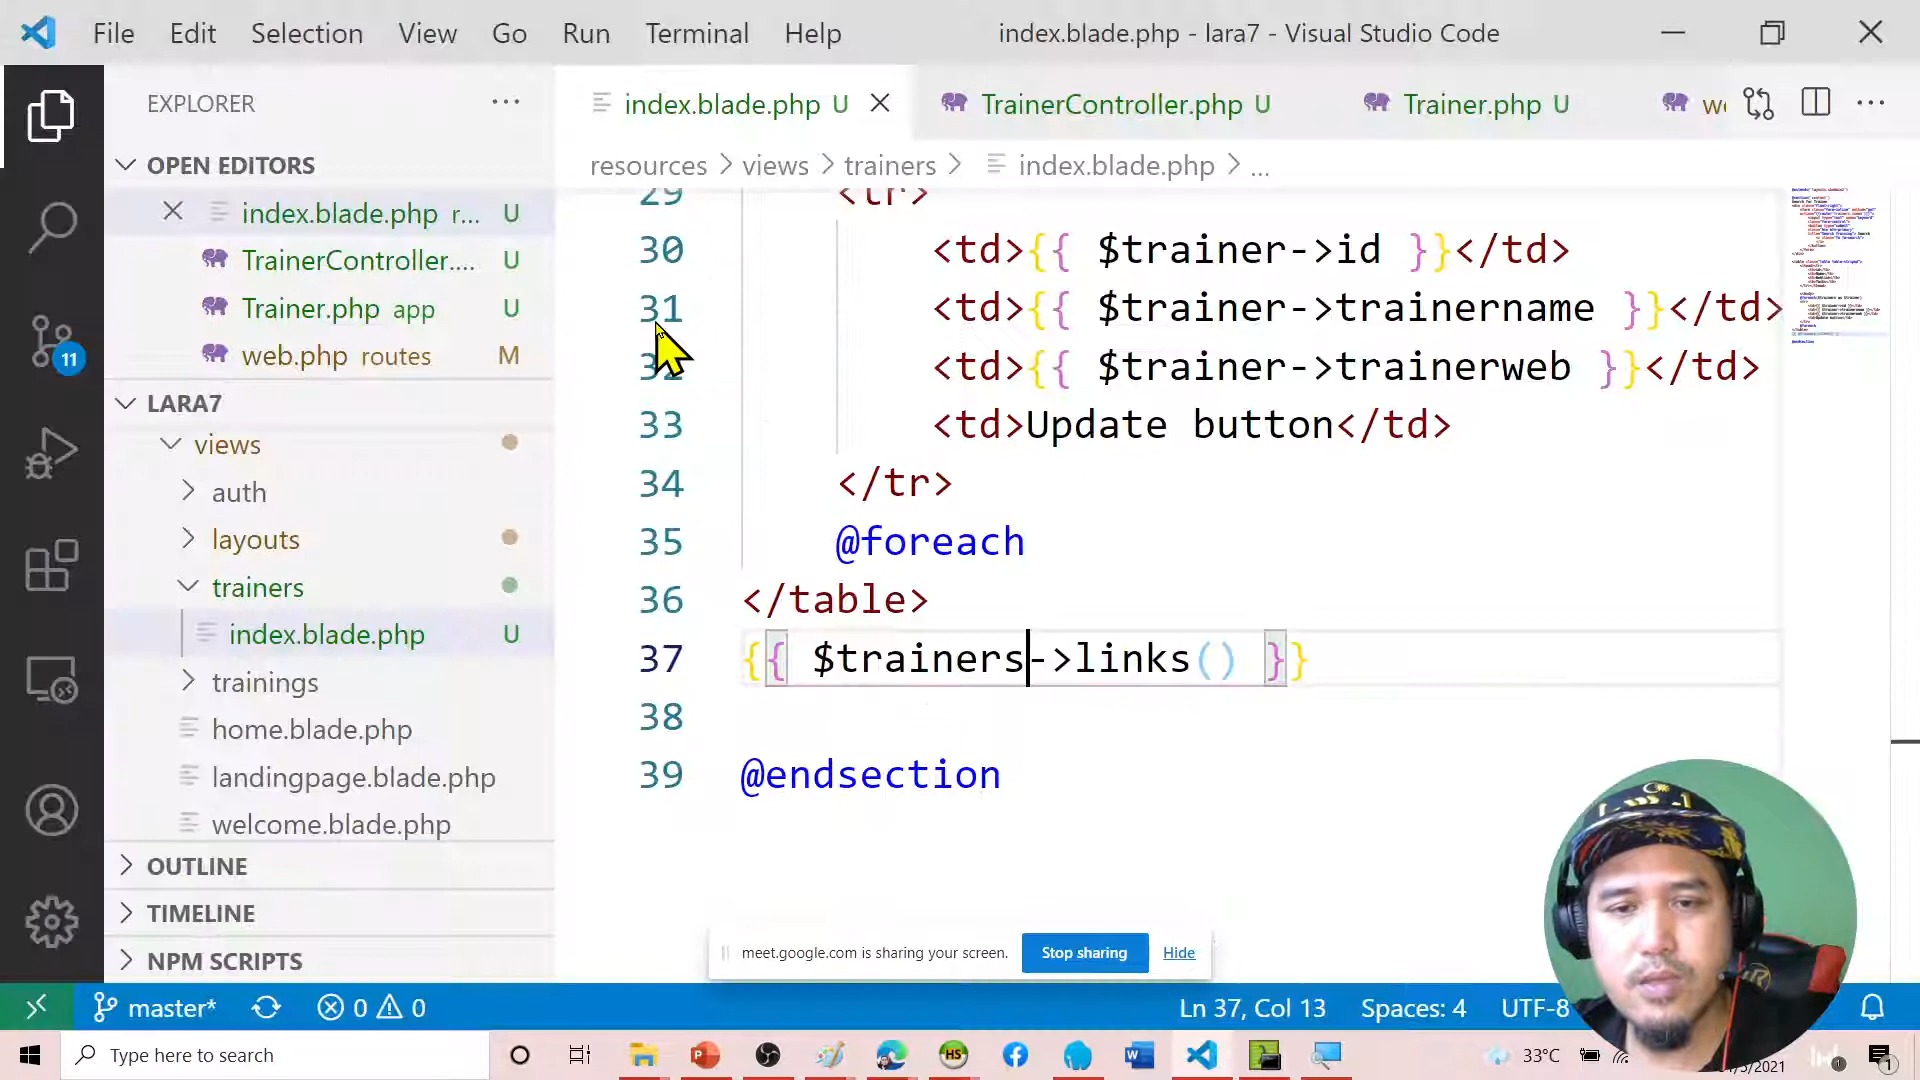 File Edit Selection View Go Run Terminal Help
index.blade.php - lara7 - Visual Studio Code
EXPLORER
OPEN EDITORS
index.blade.php r... U
TrainerController.... U
Trainer.php app U
web.php routes M
LARA7
views
auth
layouts
trainers
index.blade.php U
trainings
home.blade.php
landingpage.blade.php
welcome.blade.php
OUTLINE
TIMELINE
NPM SCRIPTS
11
index.blade.php U
TrainerController.php U
Trainer.php U
resources > views > trainers > index.blade.php > ...
29 <tr>
30 <td>{{ $trainer->id }}</td>
31 <td>{{ $trainer->trainername }}</td>
32 <td>{{ $trainer->trainerweb }}</td>
33 <td>Update button</td>
34 </tr>
35 @foreach
36 </table>
37 {{ $trainers->links() }}
38
39 @endsection
meet.google.com is sharing your screen. Stop sharing Hide
master* 0 0
Ln 37, Col 13 Spaces: 4 UTF-8
Type here to search
33°C